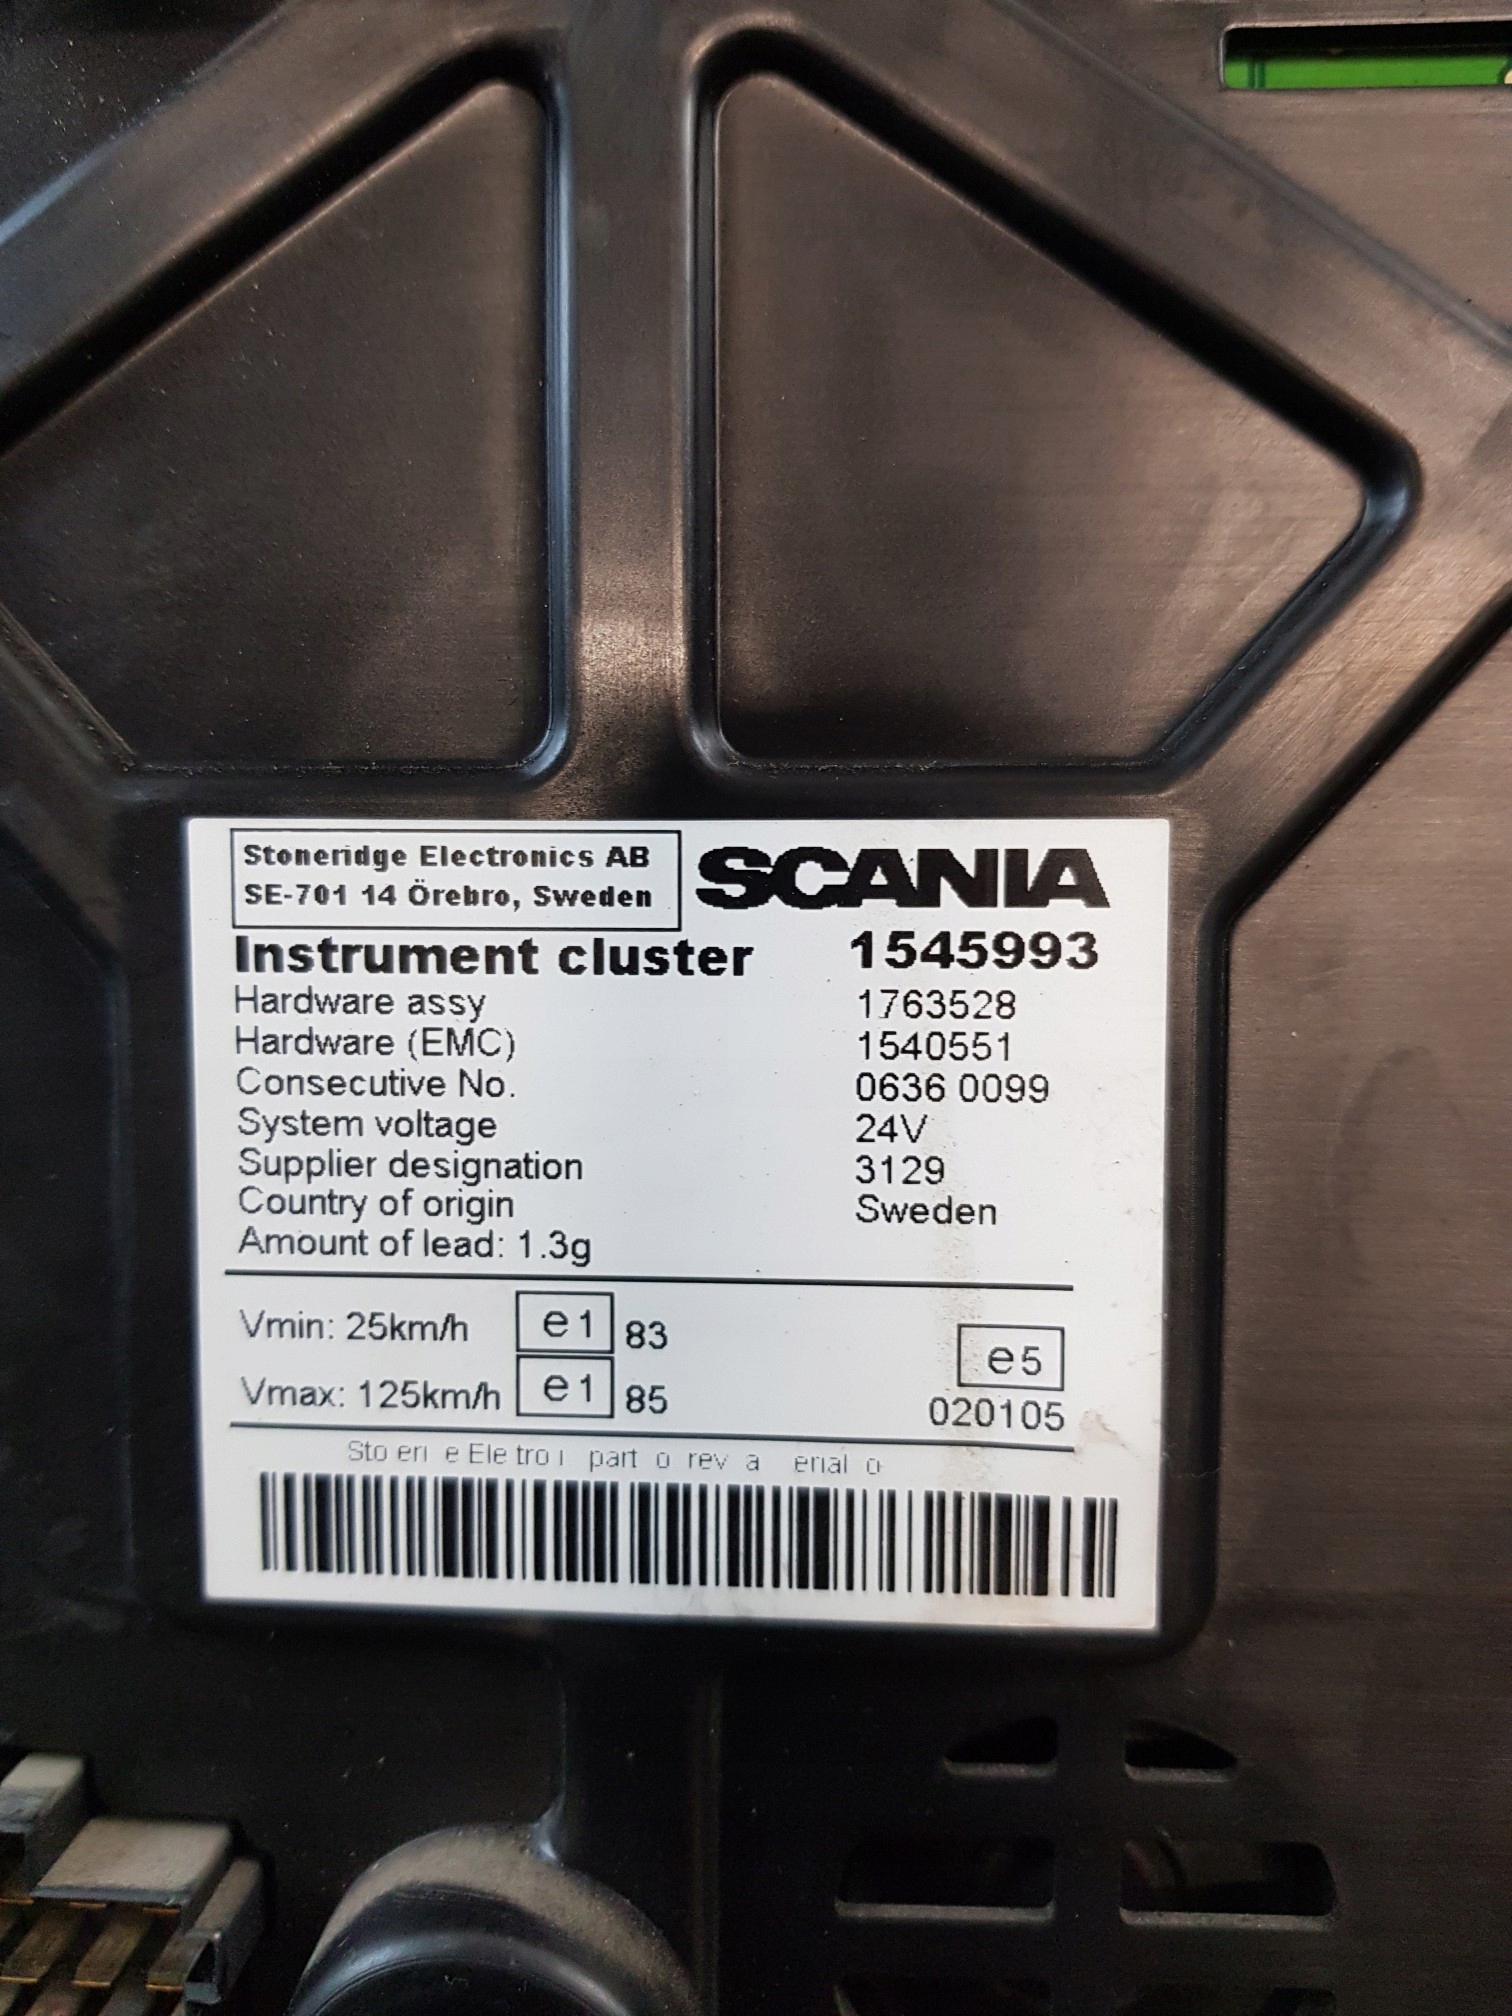 Stoneridge Electronics AB
SE-701 14 Örebro, Sweden
SCANIA
Instrument cluster 1545993
Hardware assy 1763528
Hardware (EMC) 1540551
Consecutive No. 0636 0099
System voltage 24V
Supplier designation 3129
Country of origin Sweden
Amount of lead: 1.3g
Vmin: 25km/h e1 83
Vmax: 125km/h e1 85
e5
020105
part rev